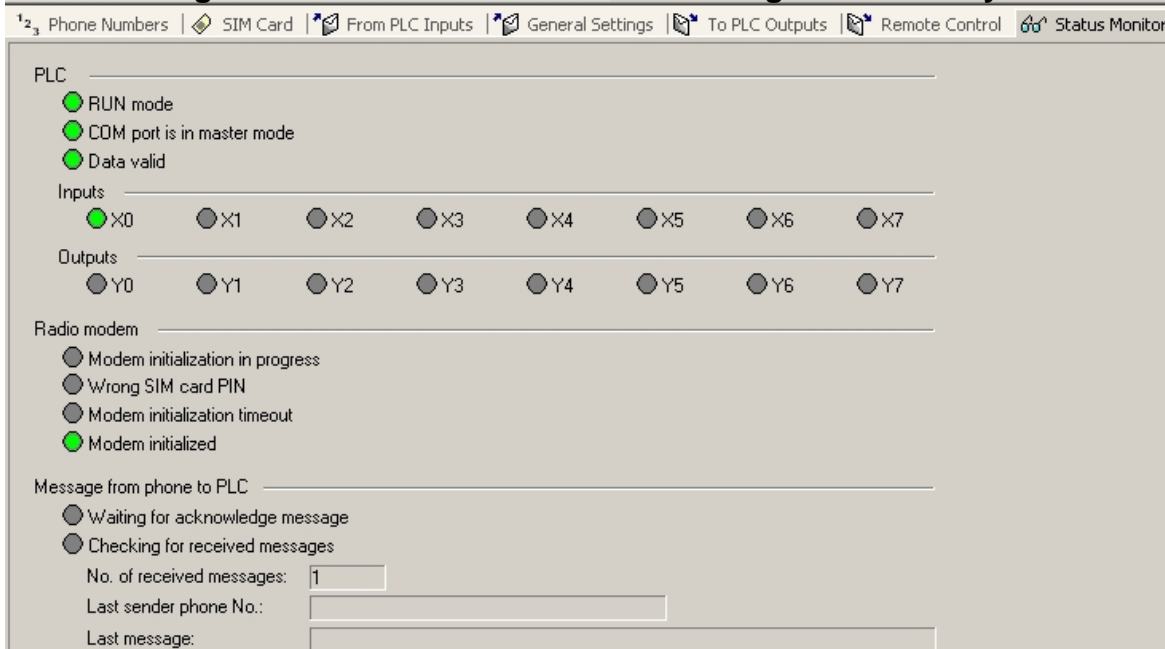 1 2 3 Phone Numbers SIM Card From PLC Inputs General Settings To PLC Outputs Remote Control Status Monitor
PLC
RUN mode
COM port is in master mode
Data valid
Inputs
X0 X1 X2 X3 X4 X5 X6 X7
Outputs
Y0 Y1 Y2 Y3 Y4 Y5 Y6 Y7
Radio modem
Modem initialization in progress
Wrong SIM card PIN
Modem initialization timeout
Modem initialized
Message from phone to PLC
Waiting for acknowledge message
Checking for received messages
No. of received messages: 1
Last sender phone No.:
Last message: